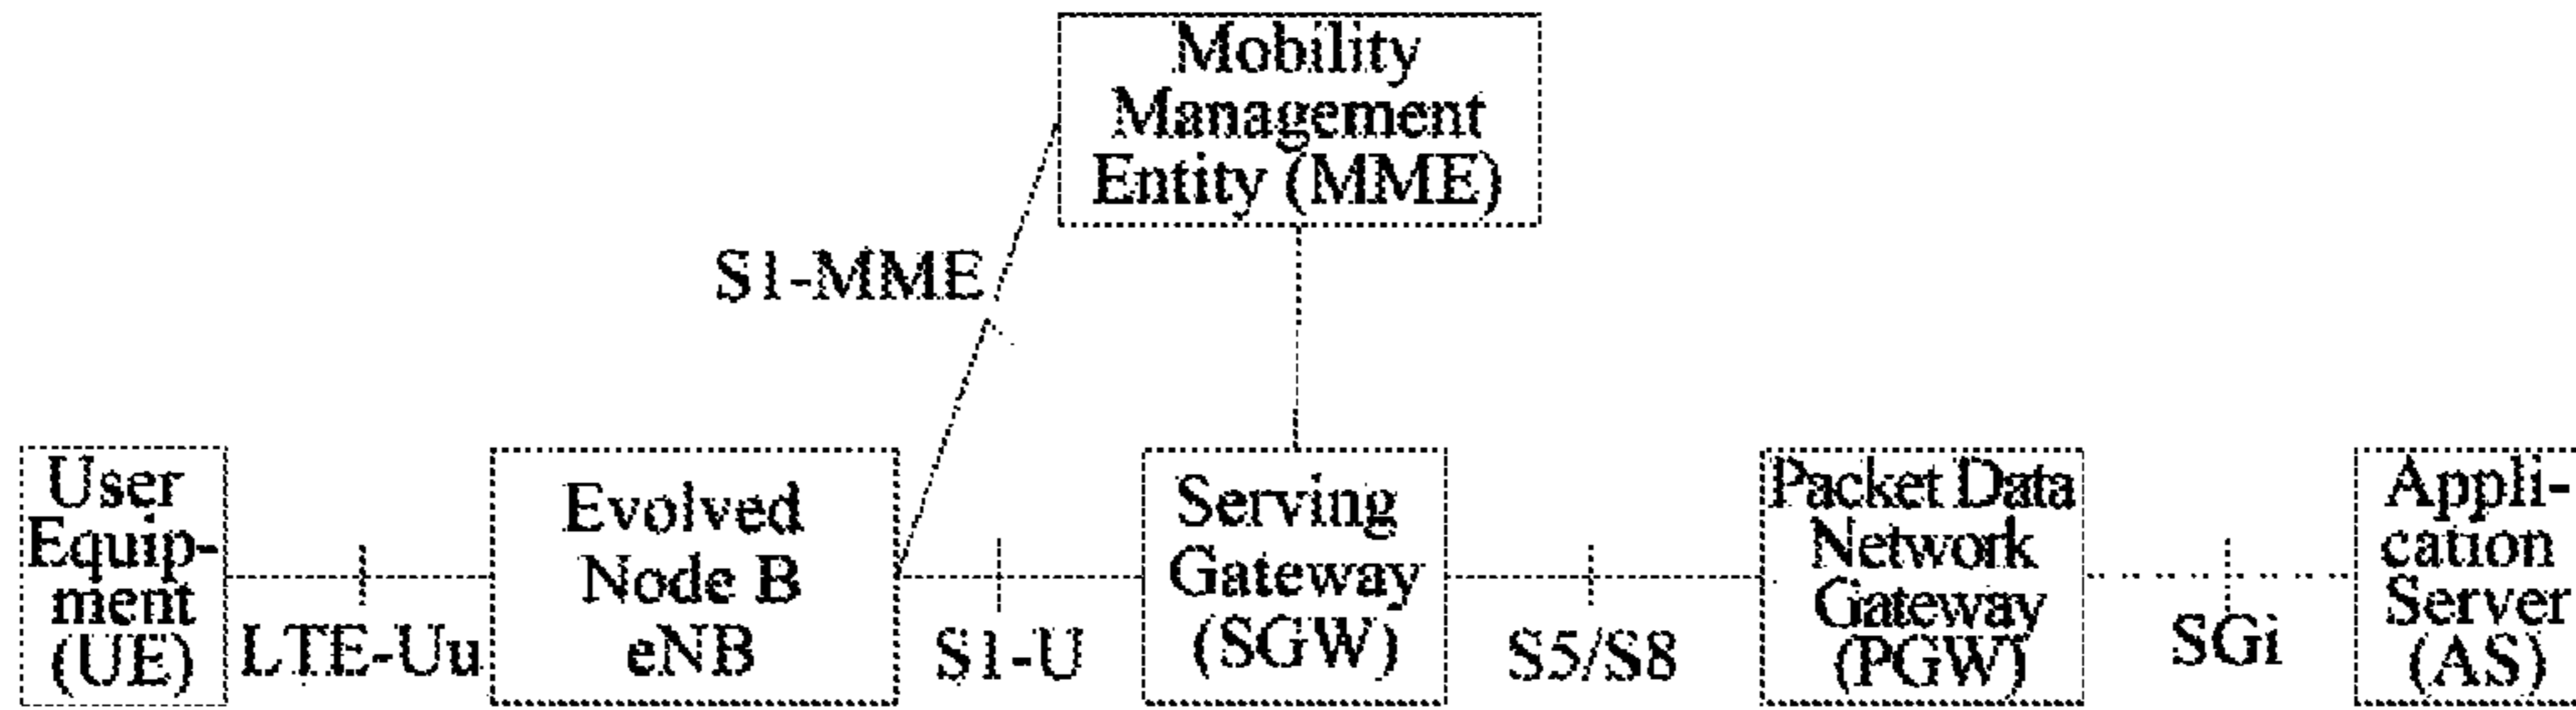 Mobility
Management
Entity (MME)
S1-MME
User
Equip-
ment
(UE)
LTE-Uu
Evolved
Node B
eNB
S1-U
Serving
Gateway
(SGW)
S5/S8
Packet Data
Network
Gateway
(PGW)
SGi
Appli-
cation
Server
(AS)